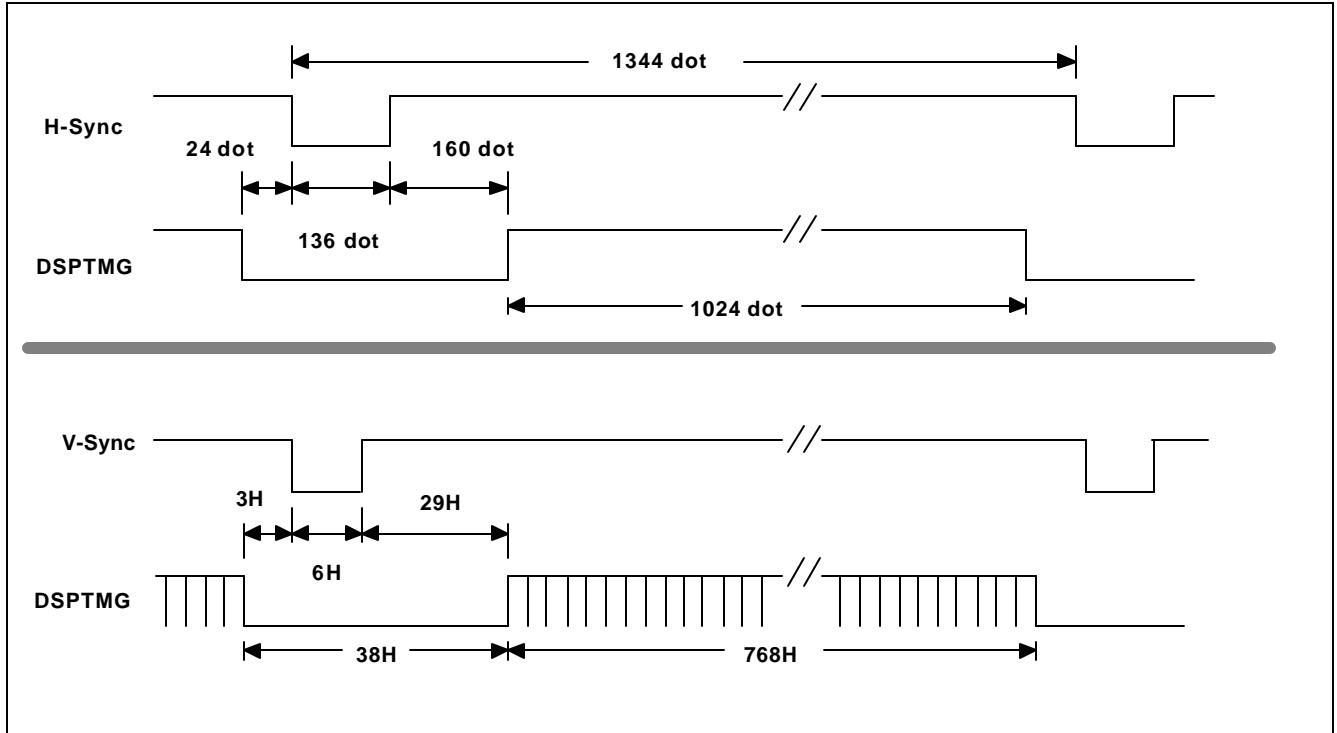 1344 dot
H-Sync
24 dot
160 dot
136 dot
DSPTMG
1024 dot
V-Sync
3H
29H
6H
DSPTMG
38H
768H